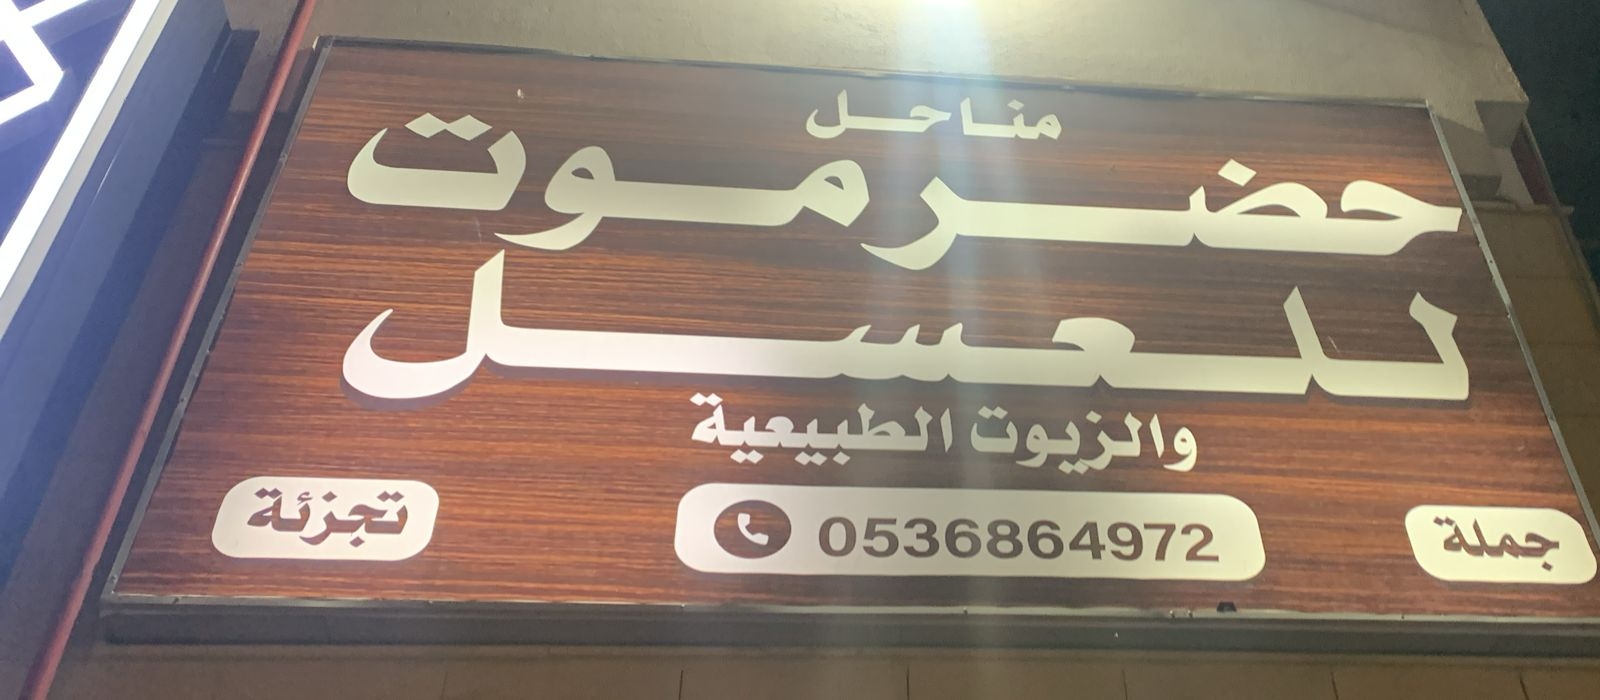 مناحل
حضرموت
للعسل
والزيوت الطبيعية
جملة 0536864972 تجزئة